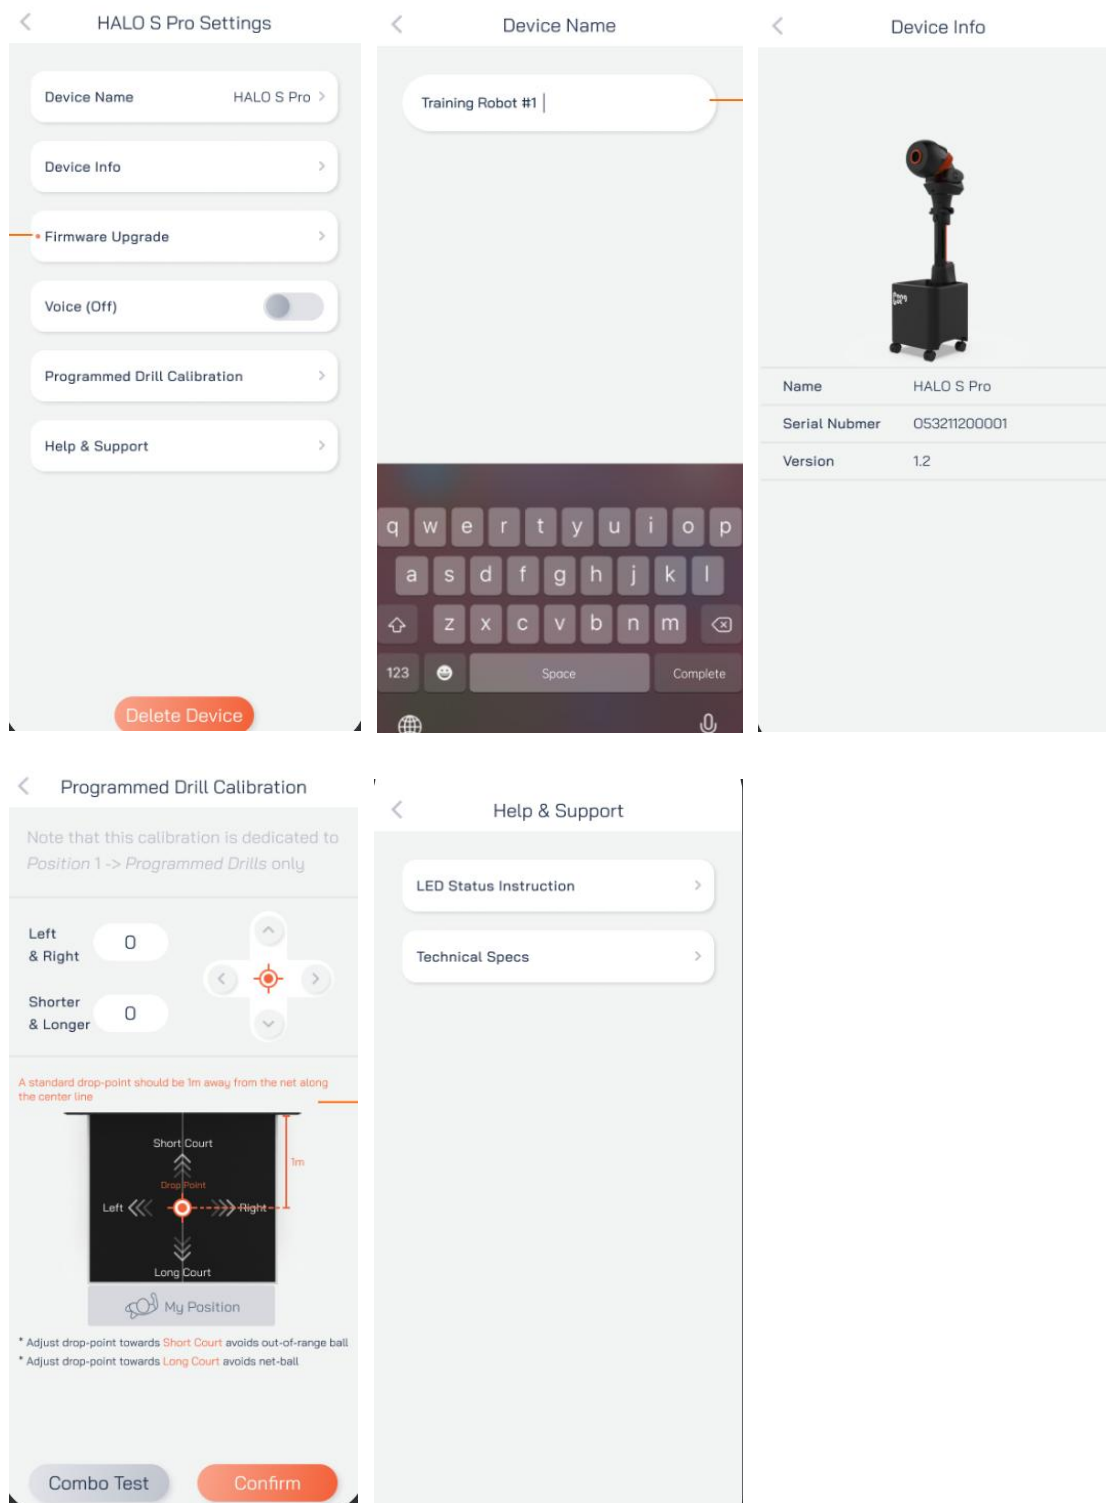 HALO S Pro Settings
Device Name HALO S Pro
Device Info
Firmware Upgrade
Voice (Off)
Programmed Drill Calibration
Help & Support
Delete Device
Device Name
Training Robot #1
q w e r t y u i o p
a s d f g h j k l
z x c v b n m
123 Space Complete
Device Info
Name HALO S Pro
Serial Nubmer 053211200001
Version 1.2
Programmed Drill Calibration
Note that this calibration is dedicated to
Position 1 -> Programmed Drills only
Left
& Right 0
Shorter
& Longer 0
A standard drop-point should be 1m away from the net along
the center line
Short Court
1m
Drop Point
Left Right
Long Court
My Position
* Adjust drop-point towards Short Court avoids out-of-range ball
* Adjust drop-point towards Long Court avoids net-ball
Combo Test Confirm
Help & Support
LED Status Instruction
Technical Specs